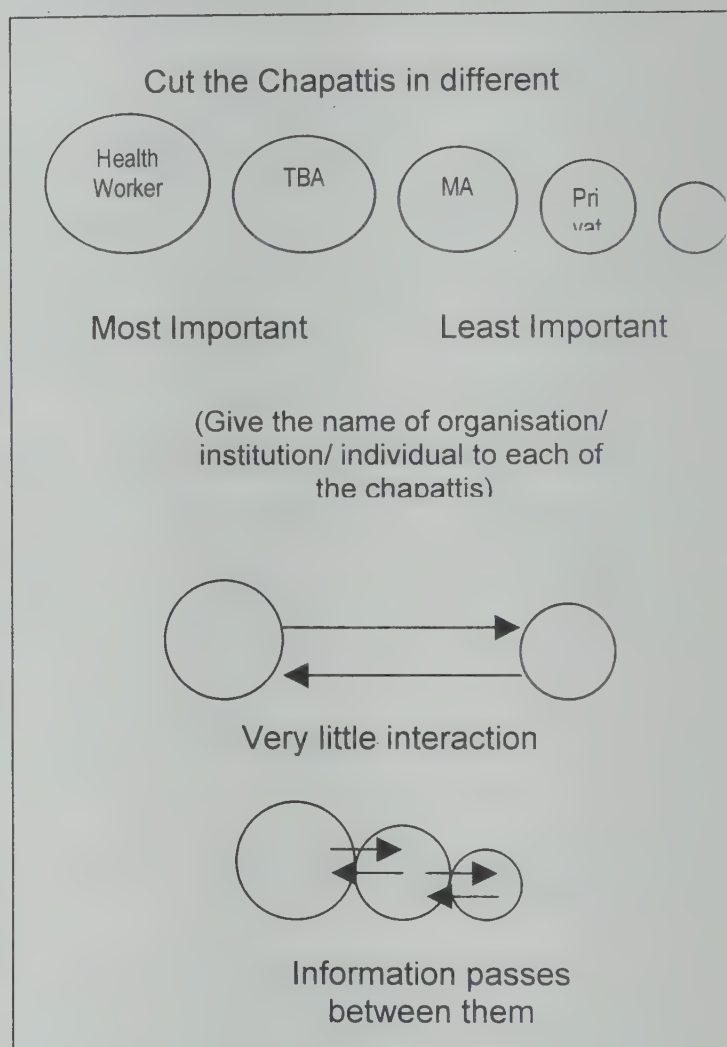 Cut the Chapattis in different
Health
Worker
TBA
MA
Pri
vat
Most Important
Least Important
(Give the name of organisation/
institution/ individual to each of
the chapattis)
Very little interaction
Information passes
between them